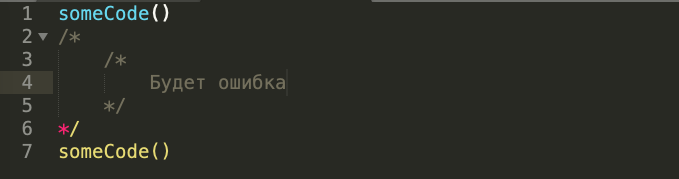 1 someCode()
2 /*
3 /*
4 Будет ошибка
5 */
6 */
7 someCode()